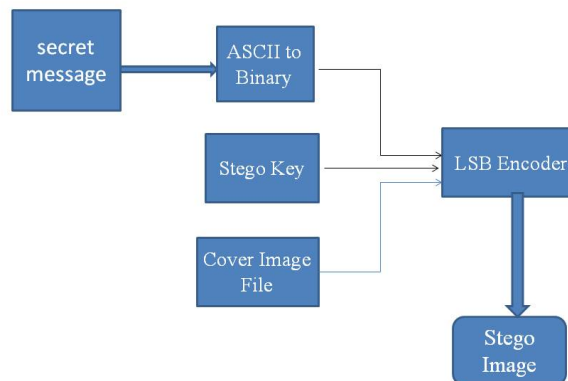 secret
message
ASCII to
Binary
Stego Key
Cover Image
File
LSB Encoder
Stego
Image